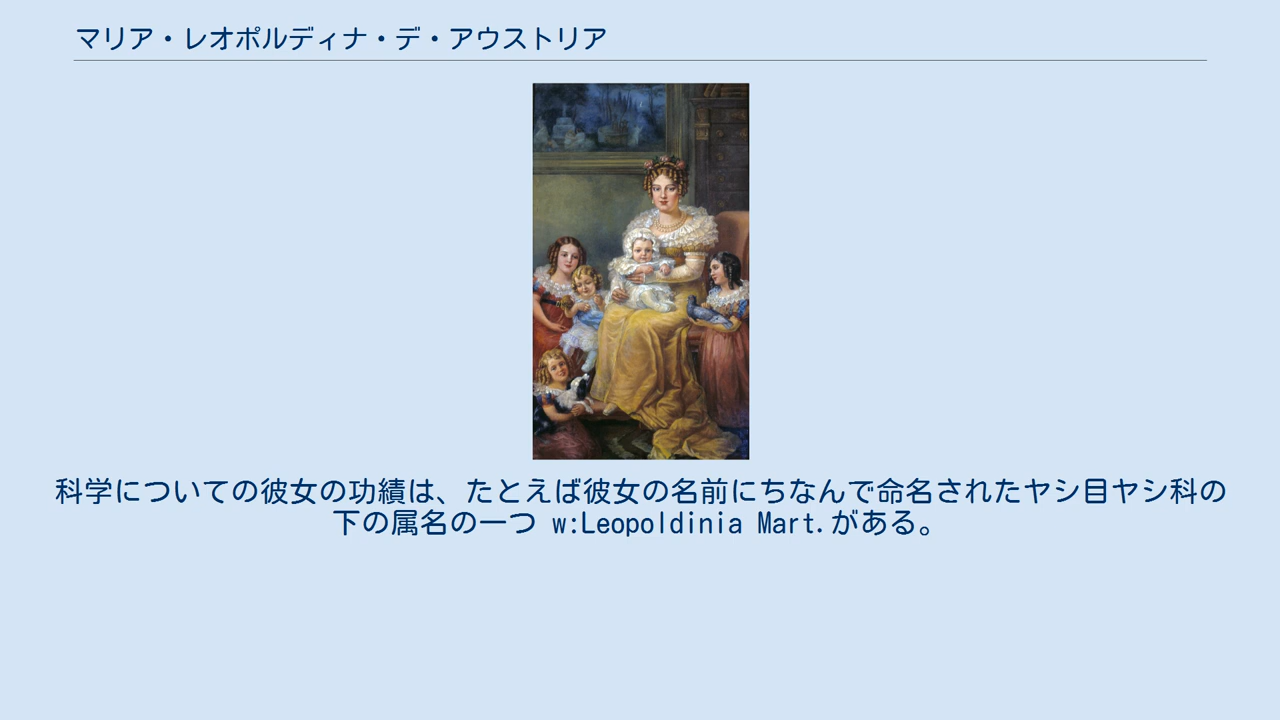 マリア・レオポルディナ・デ・アウストリア
科学についての彼女の功績は、たとえば彼女の名前にちなんで命名されたヤシ目ヤシ科の
下の属名の一つ w:Leopoldinia Mart.がある。